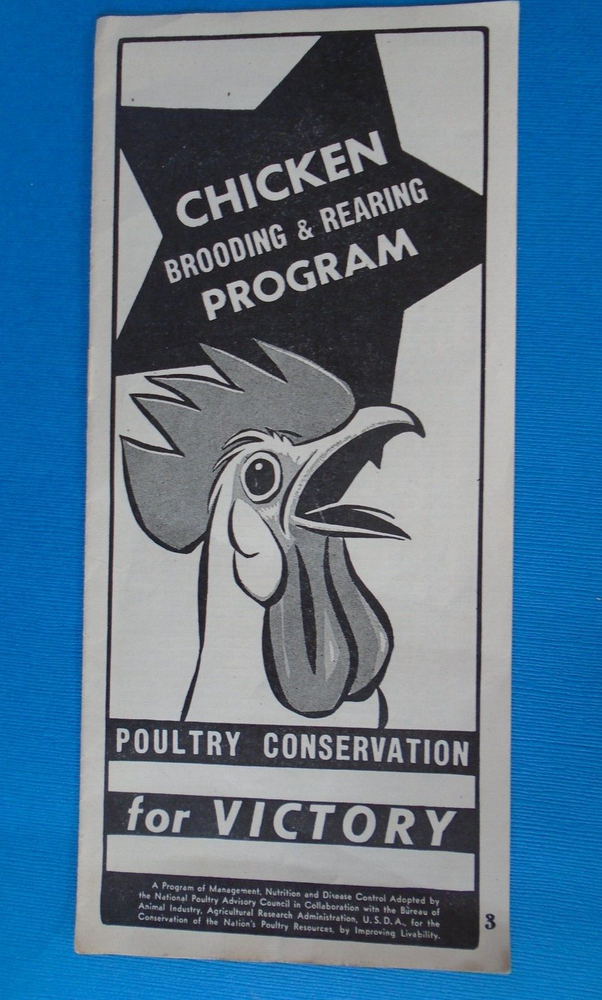 CHICKEN
BROODING & REARING
PROGRAM
POULTRY CONSERVATION
for VICTORY
A Program of Management, Nutrition and Disease Control Adopted by
the National Poultry Advisory Council in Collaboration with the Bureau of
Animal Industry, Agricultural Research Administration, U.S.D.A., for the
Conservation of the Nation's Poultry Resources, by Improving Livability.
3